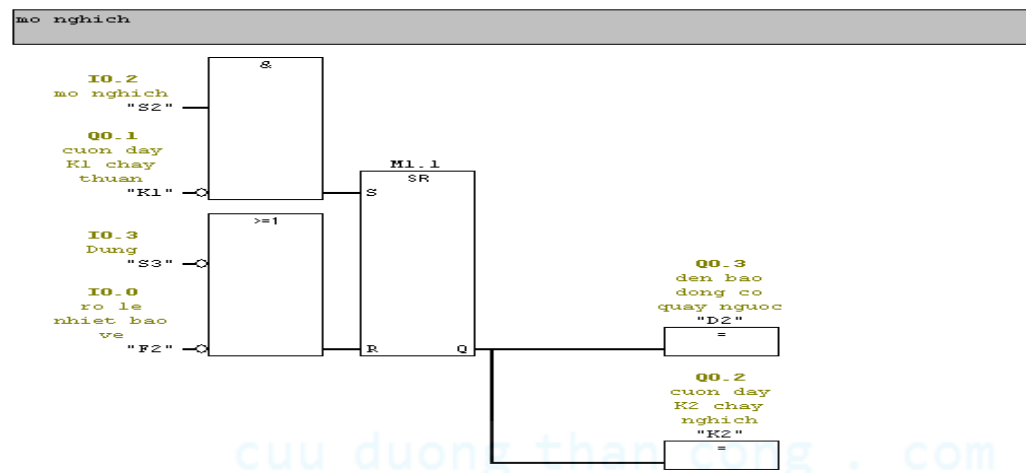 mo nghich
&
I0.2
mo nghich
"S2"
Q0.1
cuon day
K1 chay
thuan
"K1"
M1.1
SR
S
>=1
I0.3
Dung
"S3"
I0.0
ro le
nhiet bao
ve
"F2"
R
Q
Q0.3
den bao
dong co
quay nguoc
"D2"
=
Q0.2
cuon day
K2 chay
nghich
"K2"
=
cuu duong than cong . com